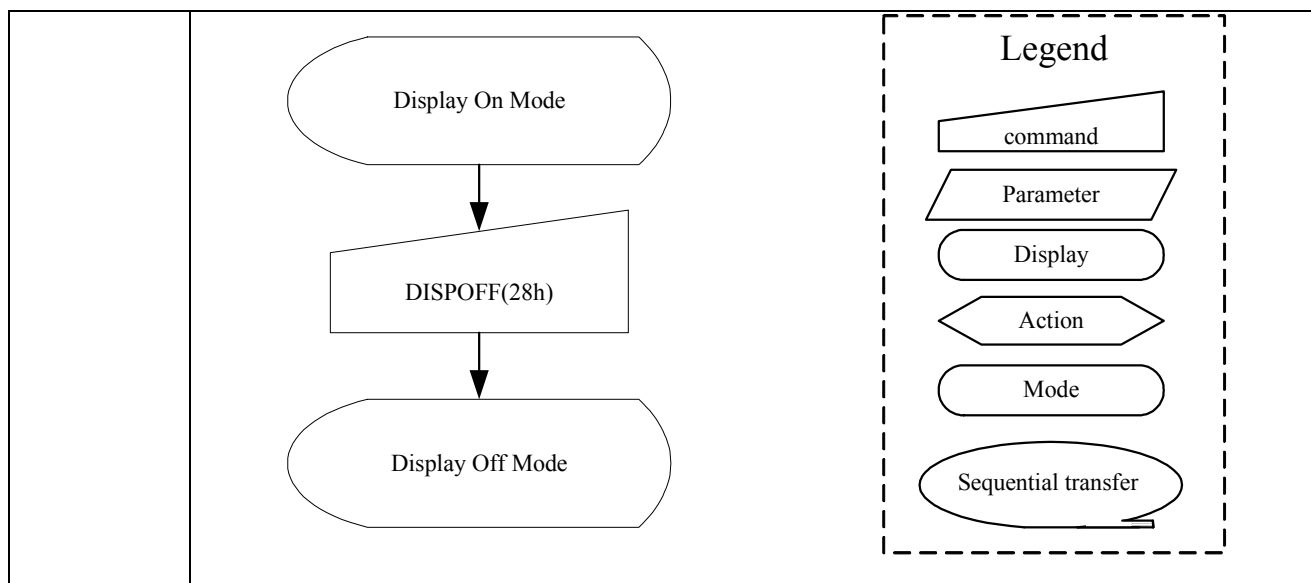 Display On Mode
DISPOFF(28h)
Display Off Mode
Legend
command
Parameter
Display
Action
Mode
Sequential transfer